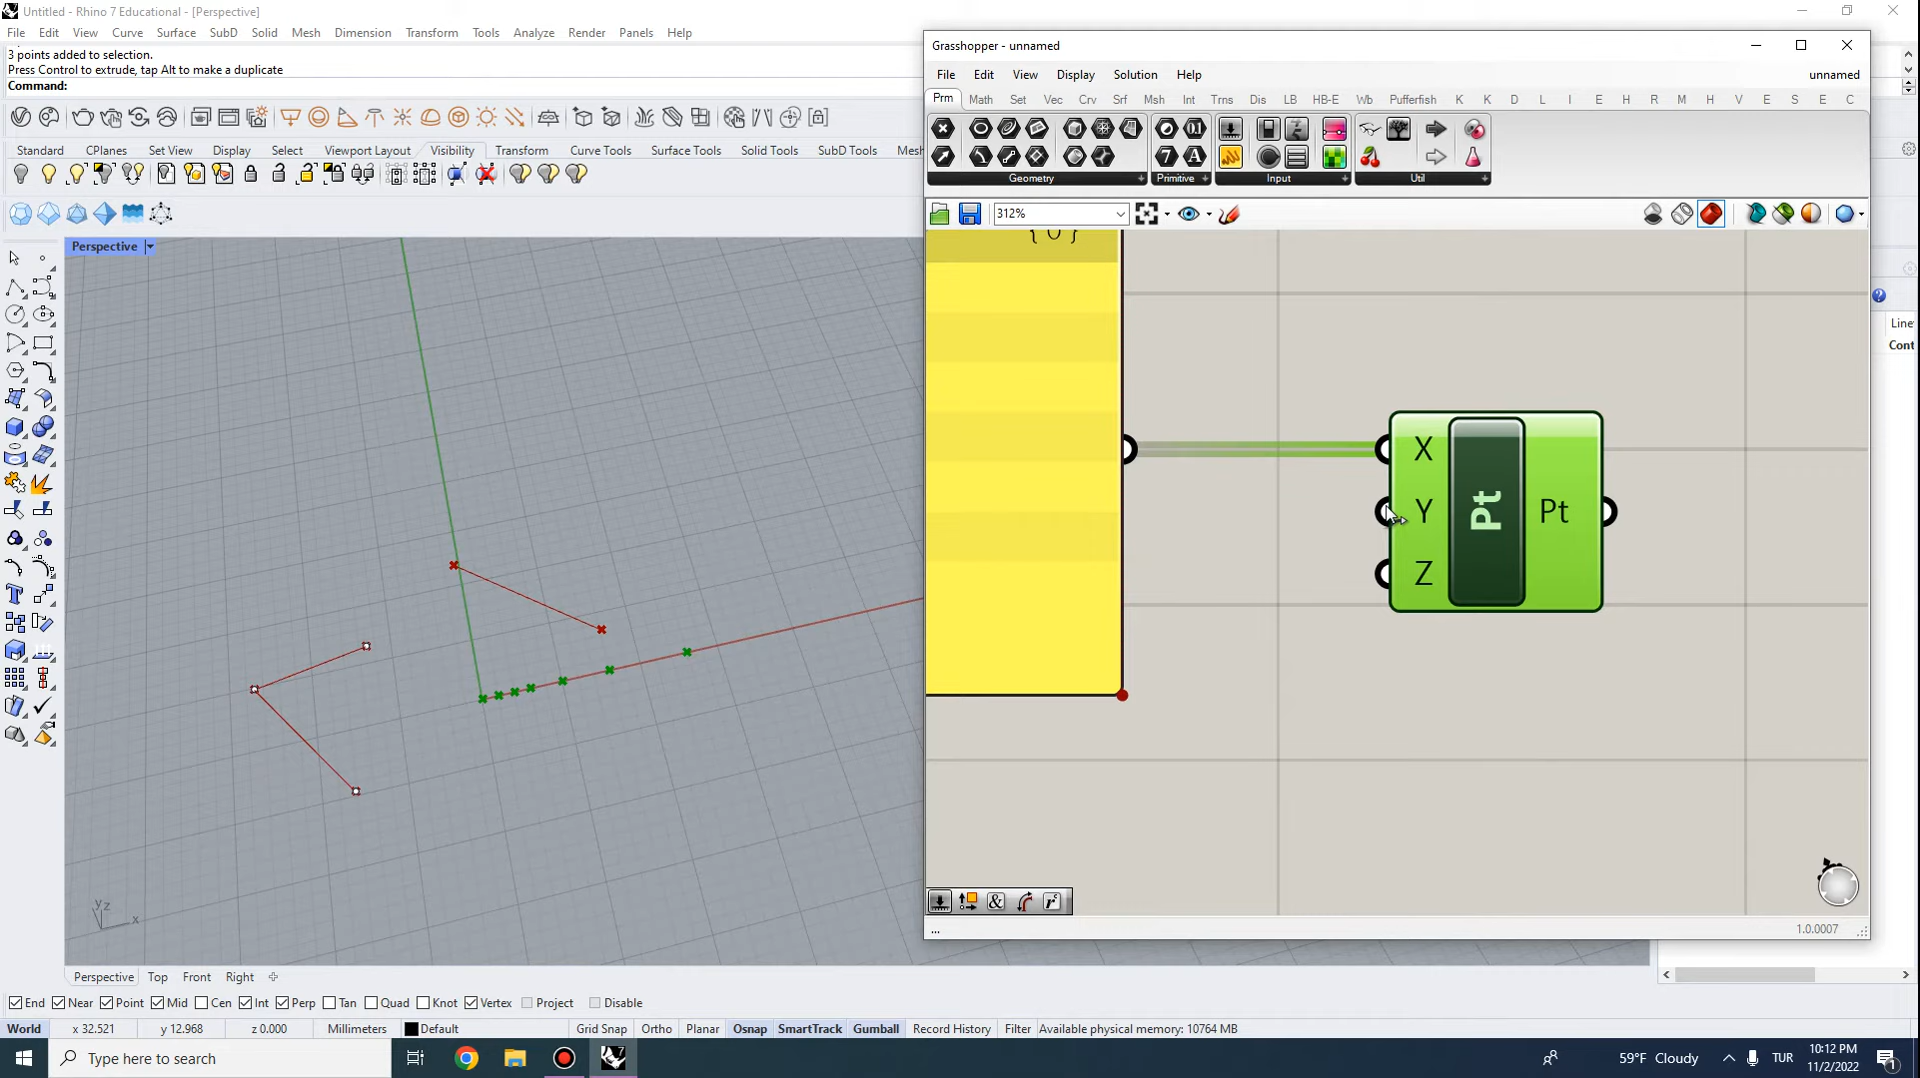 Untitled - Rhino 7 Educational - [Perspective]
File Edit View Curve Surface SubD Solid Mesh Dimension Transform Tools Analyze Render Panels Help
3 points added to selection.
Press Control to extrude, tap Alt to make a duplicate
Command:
Standard CPlanes Set View Display Select Viewport Layout Visibility Transform Curve Tools Surface Tools Solid Tools SubD Tools Mesh
Perspective
Grasshopper - unnamed
File Edit View Display Solution Help unnamed
Prm Math Set Vec Crv Srf Msh Int Trns Dis LB HB-E Wb Pufferfish K K D L I E H R M H V E S E C
Geometry Primitive Input Util
312%
X
Y
Z
Pt
Pt
1.0.0007
...
Line
Cont
z y x
Perspective Top Front Right
End Near Point Mid Cen Int Perp Tan Quad Knot Vertex Project Disable
World x 32.521 y 12.968 z 0.000 Millimeters Default Grid Snap Ortho Planar Osnap SmartTrack Gumball Record History Filter Available physical memory: 10764 MB
Type here to search
59°F Cloudy
TUR
10:12 PM
11/2/2022
1